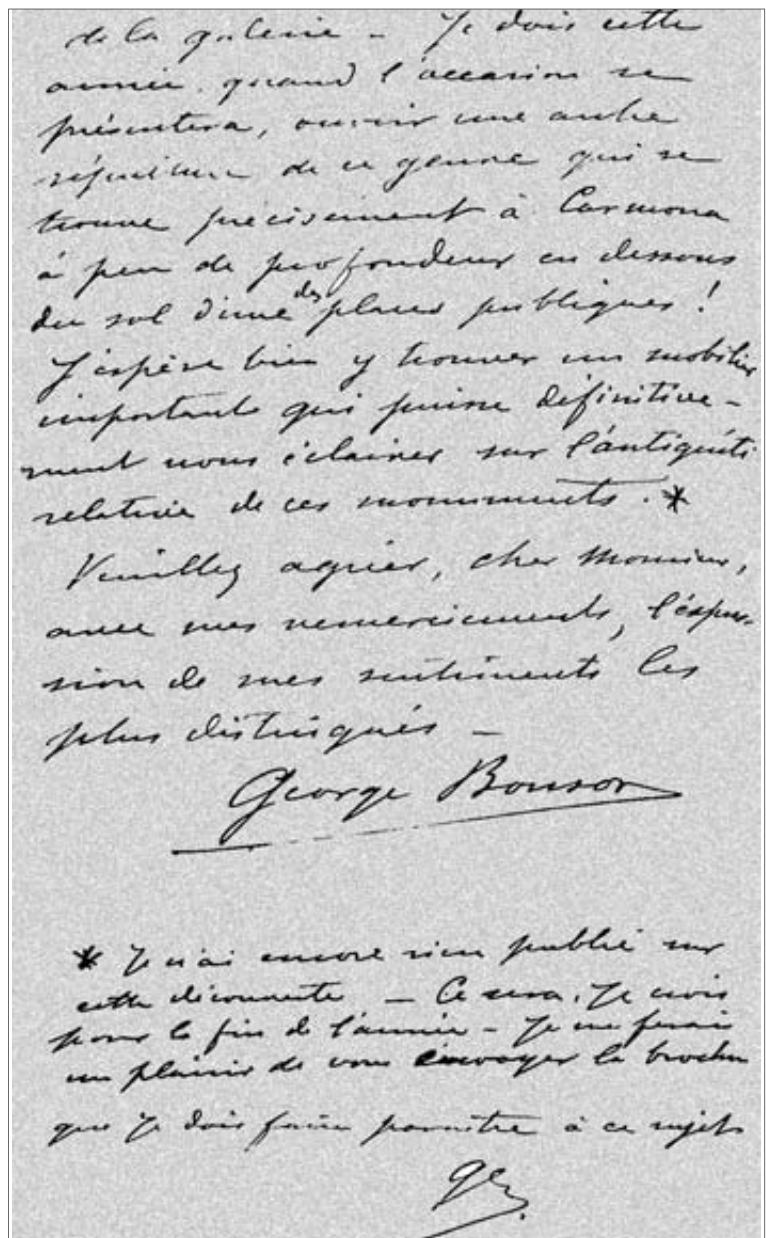 de la galerie — Je dois cette
année, quand l'occasion se
présentera, ouvrir une autre
sépulture de ce genre qui se
trouve précisément à Carmona
à peu de profondeur en dessous
du sol d'une des places publiques !
J'espère bien y trouver un mobilier
important qui puisse définitive-
ment nous éclairer sur l'antiquité
relative de ces monuments. *
Veuillez agréer, cher Monsieur,
avec mes remerciements, l'expres-
sion de mes sentiments les
plus distingués —
George Bonsor
* Je n'ai encore rien publié sur
cette découverte — Ce sera, je crois
pour la fin de l'année — Je me ferai
un plaisir de vous envoyer la brochure
que je dois faire paraître à ce sujet